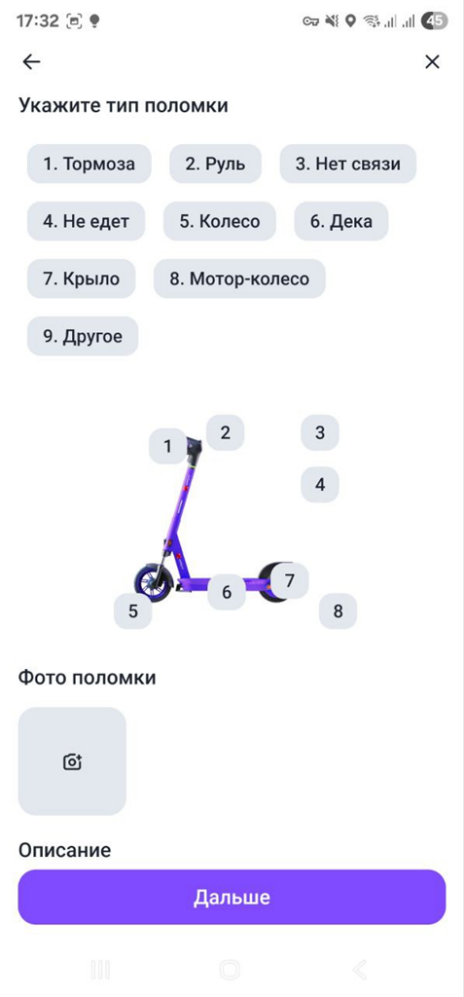 17:32
45
Укажите тип поломки
1. Тормоза
2. Руль
3. Нет связи
4. Не едет
5. Колесо
6. Дека
7. Крыло
8. Мотор-колесо
9. Другое
1
2
3
4
5
6
7
8
Фото поломки
Описание
Дальше